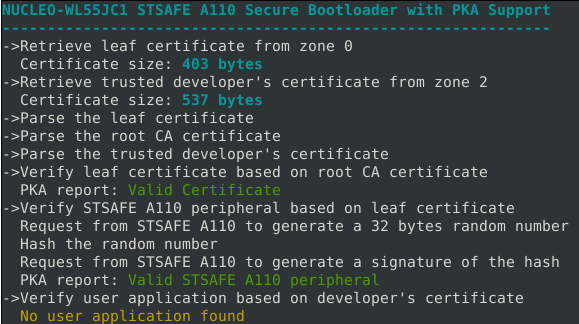 NUCLEO-WL55JC1 STSAFE A110 Secure Bootloader with PKA Support
-------------------------------------------------------------
->Retrieve leaf certificate from zone 0
Certificate size: 403 bytes
->Retrieve trusted developer's certificate from zone 2
Certificate size: 537 bytes
->Parse the leaf certificate
->Parse the root CA certificate
->Parse the trusted developer's certificate
->Verify leaf certificate based on root CA certificate
PKA report: Valid Certificate
->Verify STSAFE A110 peripheral based on leaf certificate
Request from STSAFE A110 to generate a 32 bytes random number
Hash the random number
Request from STSAFE A110 to generate a signature of the hash
PKA report: Valid STSAFE A110 peripheral
->Verify user application based on developer's certificate
No user application found